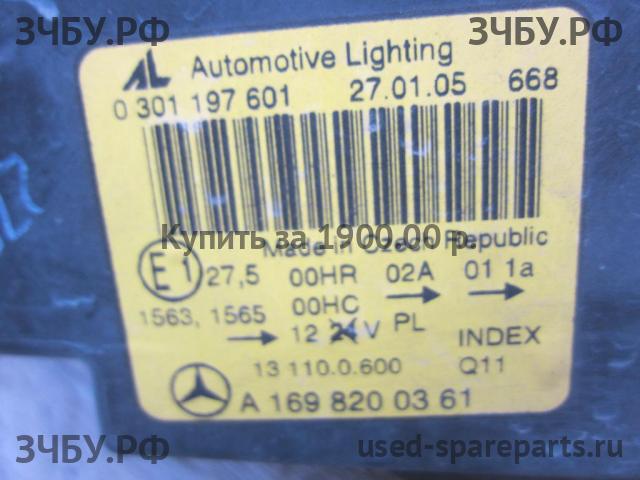 ЗЧБУ.РФ ЗЧБУ.РФ
AL Automotive Lighting
0 301 197 601 27.01.05 668
Купить за 1900.00 р.
Made in Czech Republic
E1 27,5 00HR 02A 01 1a
1563, 1565 00HC
12 24 V PL INDEX
13 110.0.600 Q11
A 169 820 03 61
ЗЧБУ.РФ used-spareparts.ru